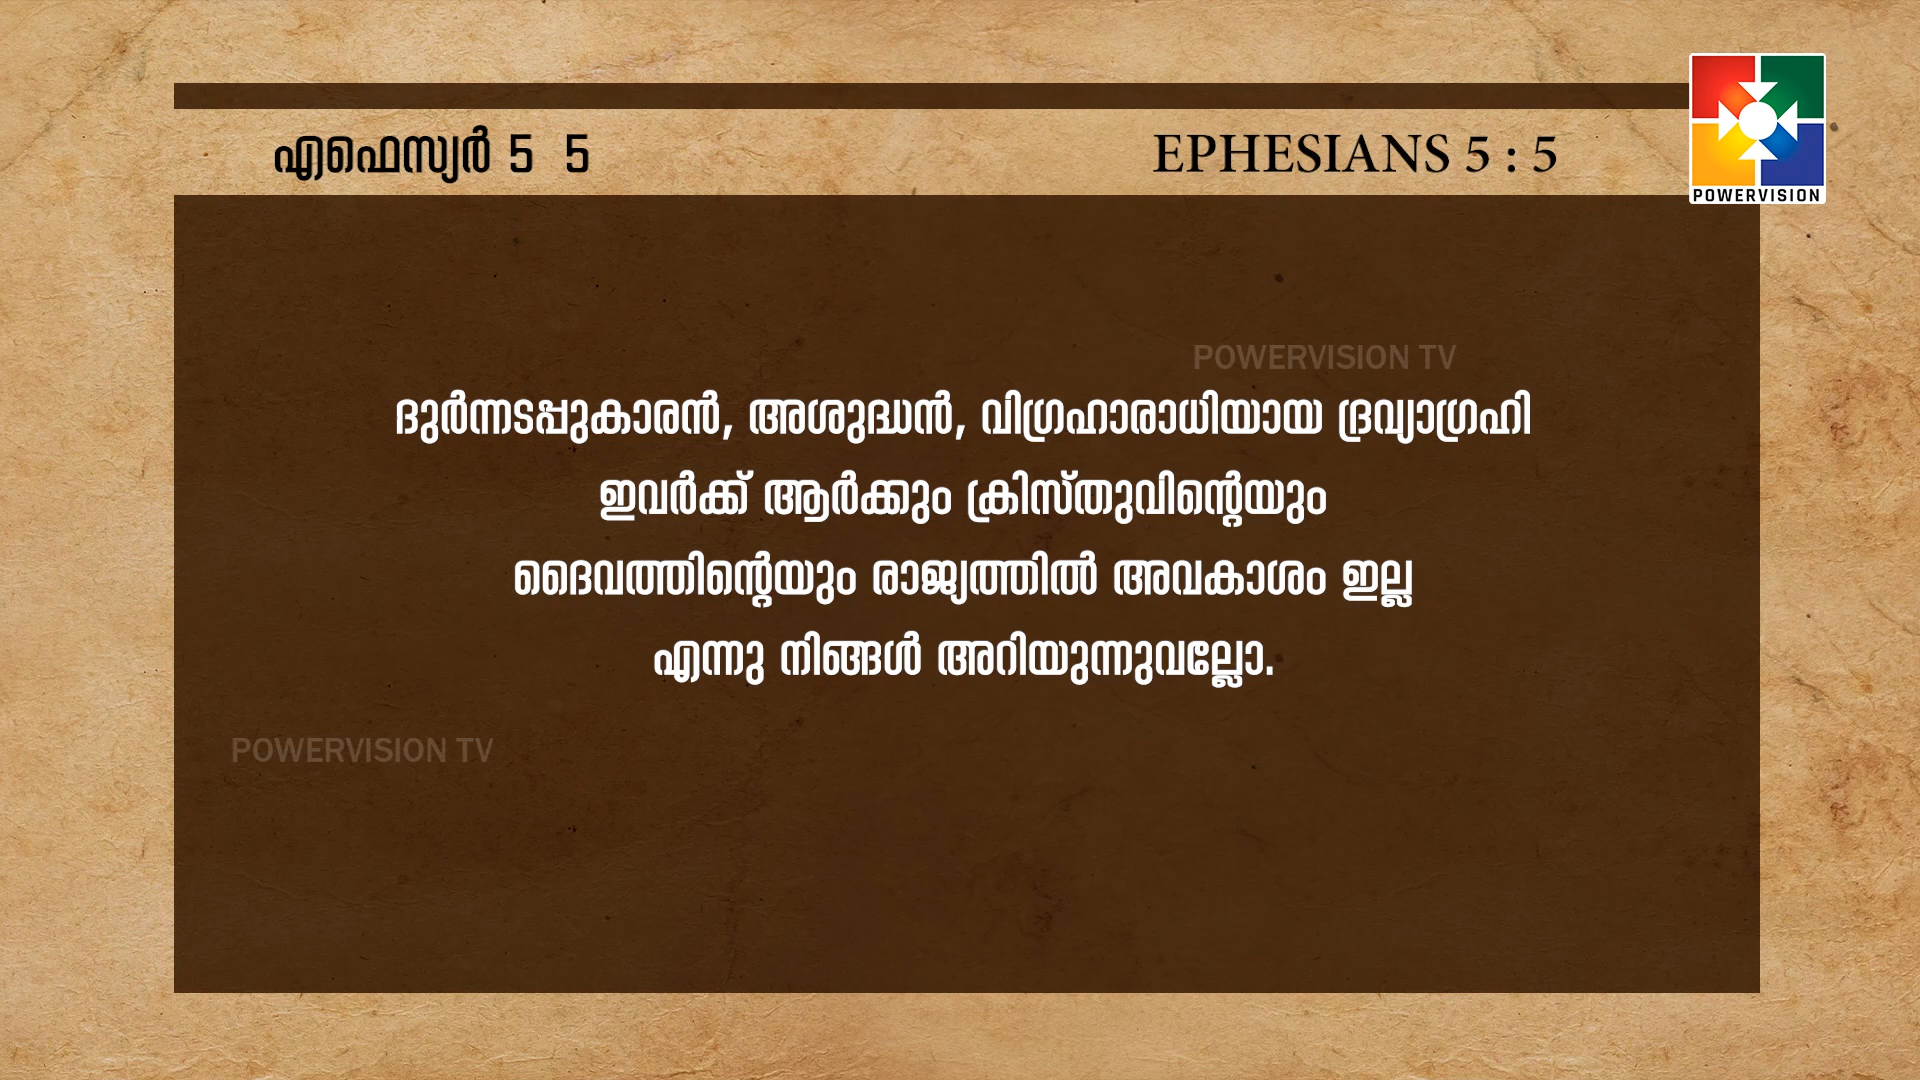 എഫെസ്യർ 5 5
EPHESIANS 5 : 5
POWERVISION
POWERVISION TV
ദുർന്നടപ്പുകാരൻ, അശുദ്ധൻ, വിഗ്രഹാരാധിയായ ദ്രവ്യാഗ്രഹി
ഇവർക്ക് ആർക്കും ക്രിസ്തുവിന്റെയും
ദൈവത്തിന്റെയും രാജ്യത്തിൽ അവകാശം ഇല്ല
എന്നു നിങ്ങൾ അറിയുന്നുവല്ലോ.
POWERVISION TV